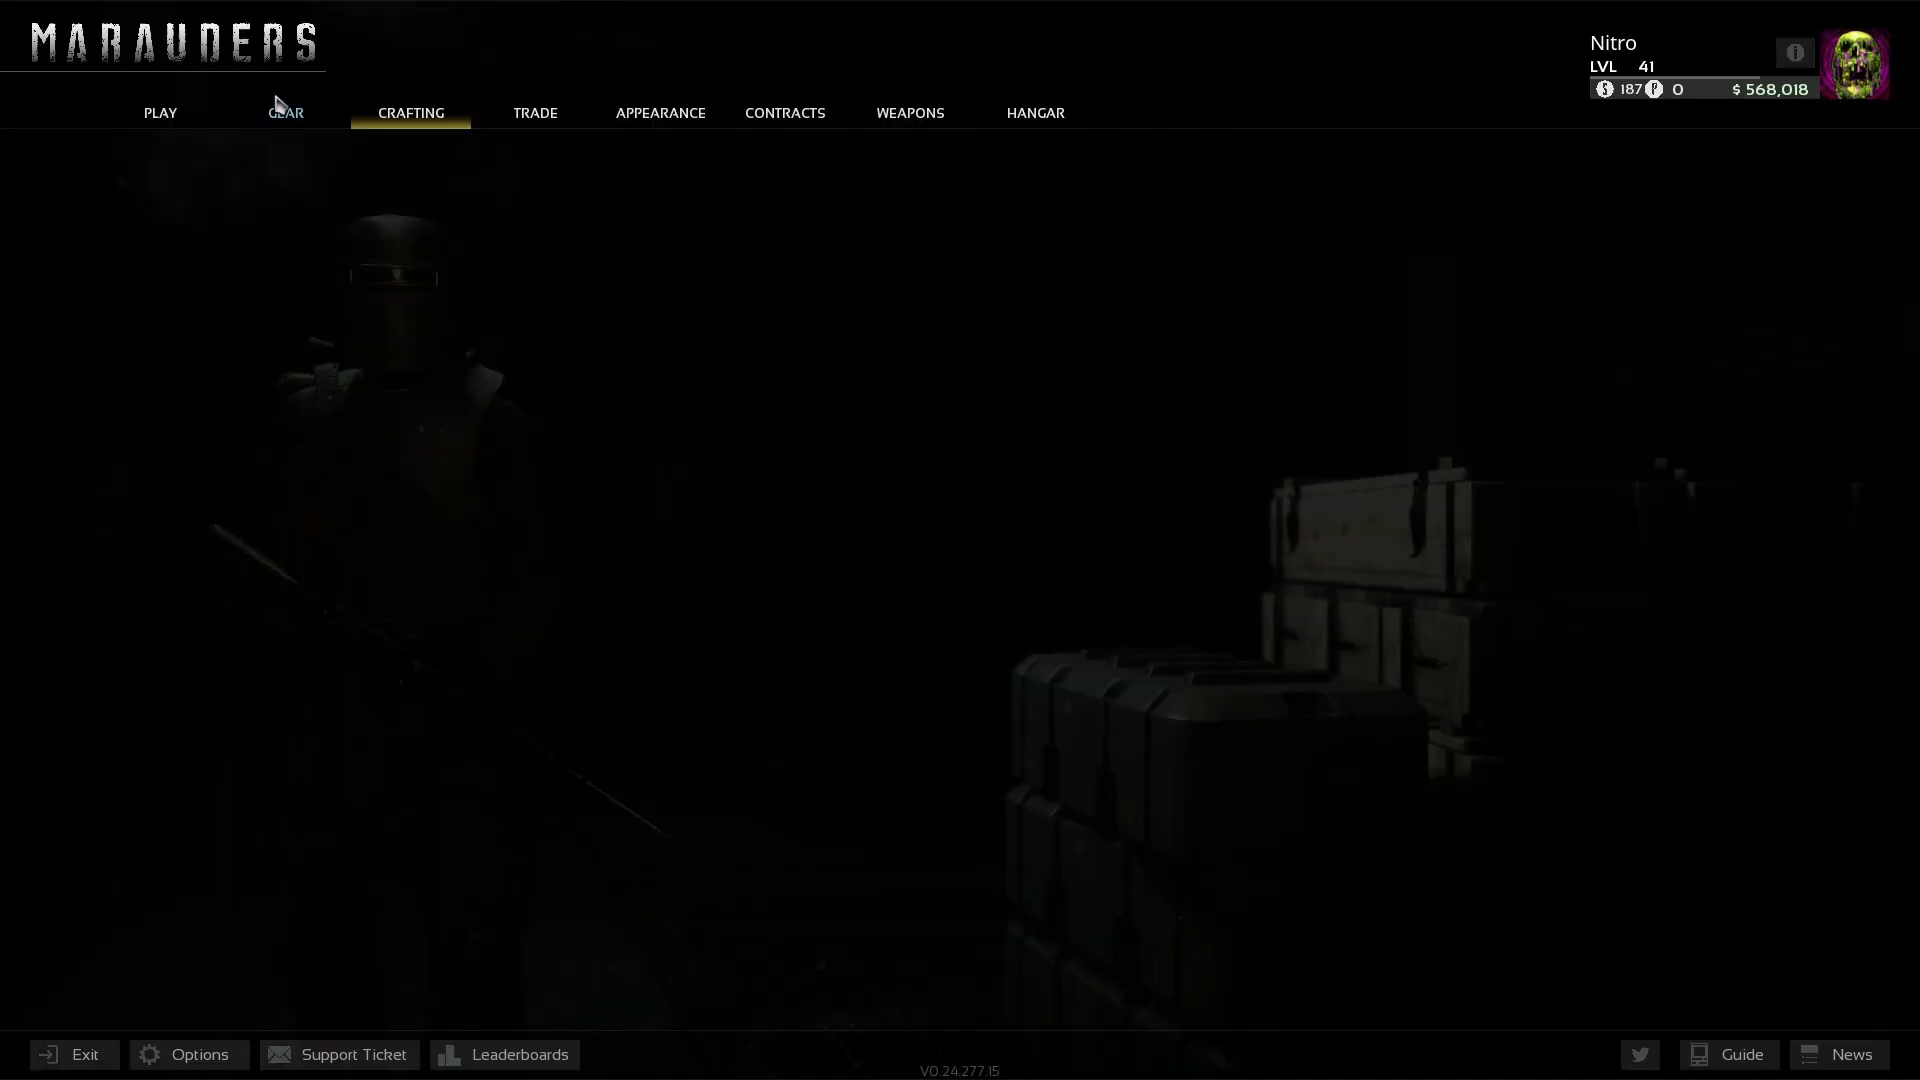 MARAUDERS
Nitro
LVL 41
S 187 P 0 $ 568,018
PLAY GEAR CRAFTING TRADE APPEARANCE CONTRACTS WEAPONS HANGAR
Exit Options Support Ticket Leaderboards Guide News
V0.24.277.15